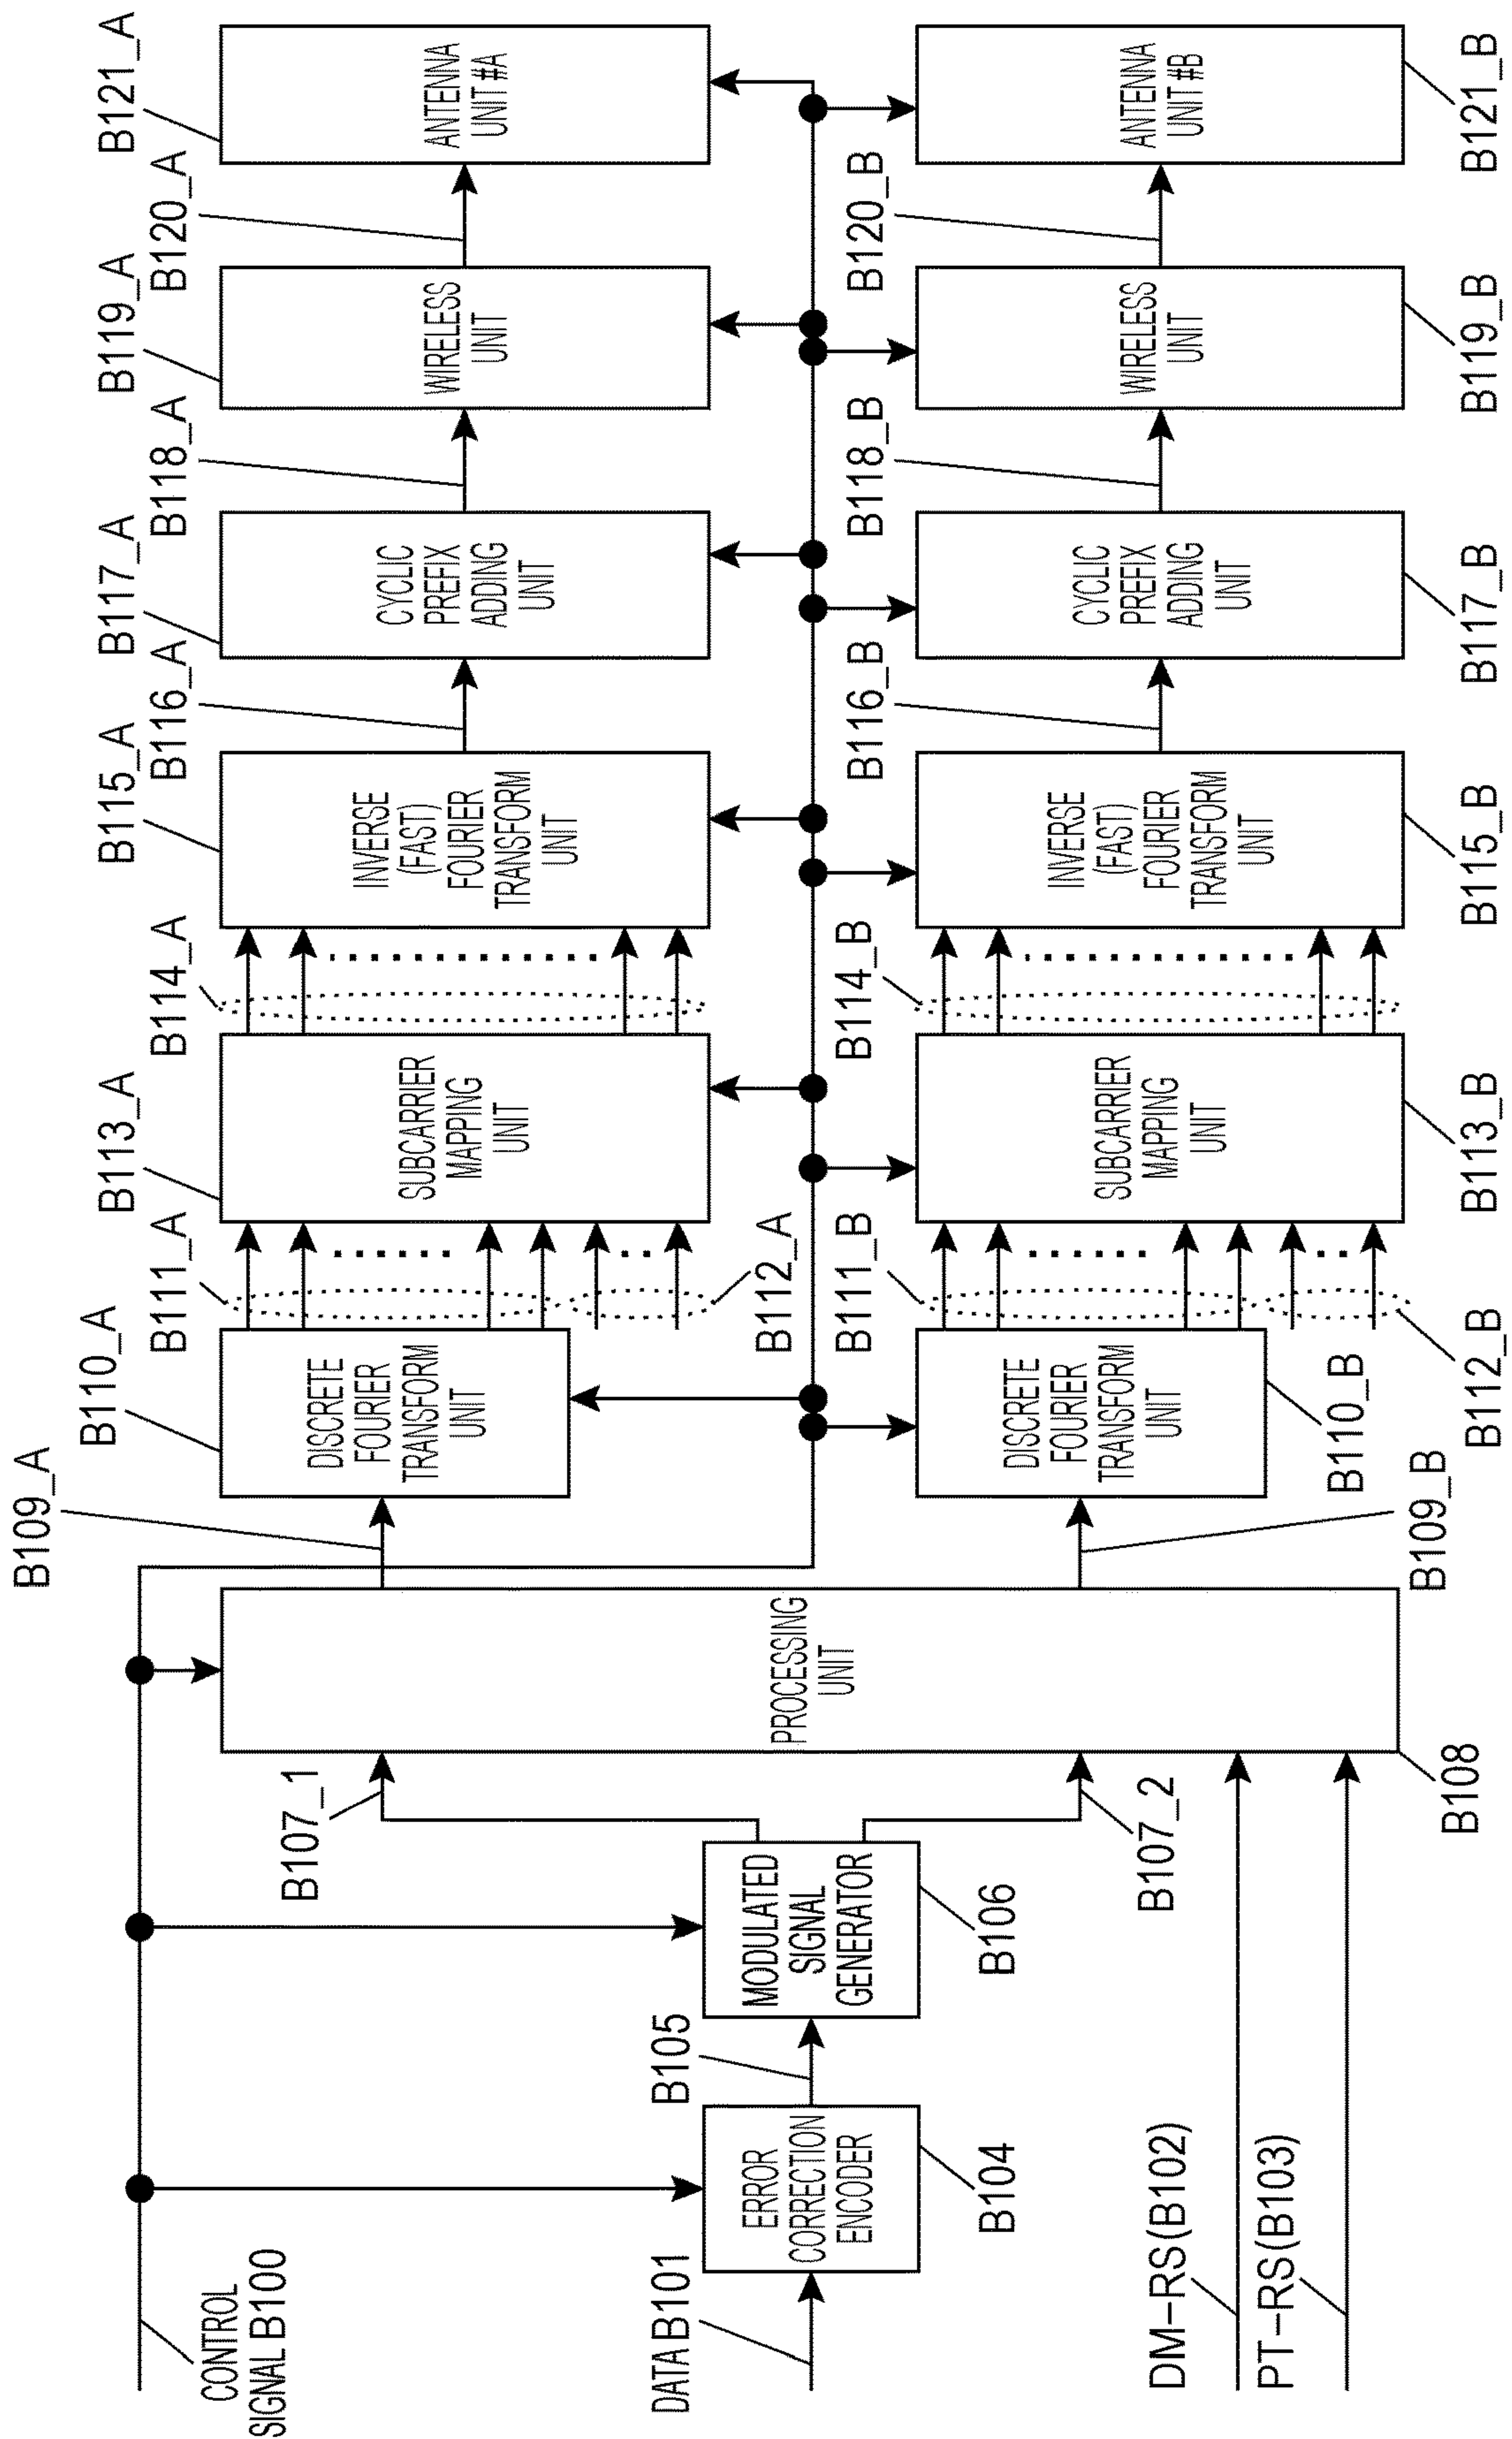 CONTROL
SIGNAL B100
DATA B101
DM–RS(B102)
PT–RS(B103)
ERROR
CORRECTION
ENCODER
B104
B105
MODULATED
SIGNAL
GENERATOR
B106
B107_1
B107_2
PROCESSING
UNIT
B108
B109_A
B109_B
DISCRETE
FOURIER
TRANSFORM
UNIT
B110_A
B111_A
B112_A
SUBCARRIER
MAPPING
UNIT
B113_A
B114_A
INVERSE
(FAST)
FOURIER
TRANSFORM
UNIT
B115_A
B116_A
CYCLIC
PREFIX
ADDING
UNIT
B117_A
B118_A
WIRELESS
UNIT
B119_A
B120_A
ANTENNA
UNIT #A
B121_A
DISCRETE
FOURIER
TRANSFORM
UNIT
B110_B
B111_B
B112_B
SUBCARRIER
MAPPING
UNIT
B113_B
B114_B
INVERSE
(FAST)
FOURIER
TRANSFORM
UNIT
B115_B
B116_B
CYCLIC
PREFIX
ADDING
UNIT
B117_B
B118_B
WIRELESS
UNIT
B119_B
B120_B
ANTENNA
UNIT #B
B121_B